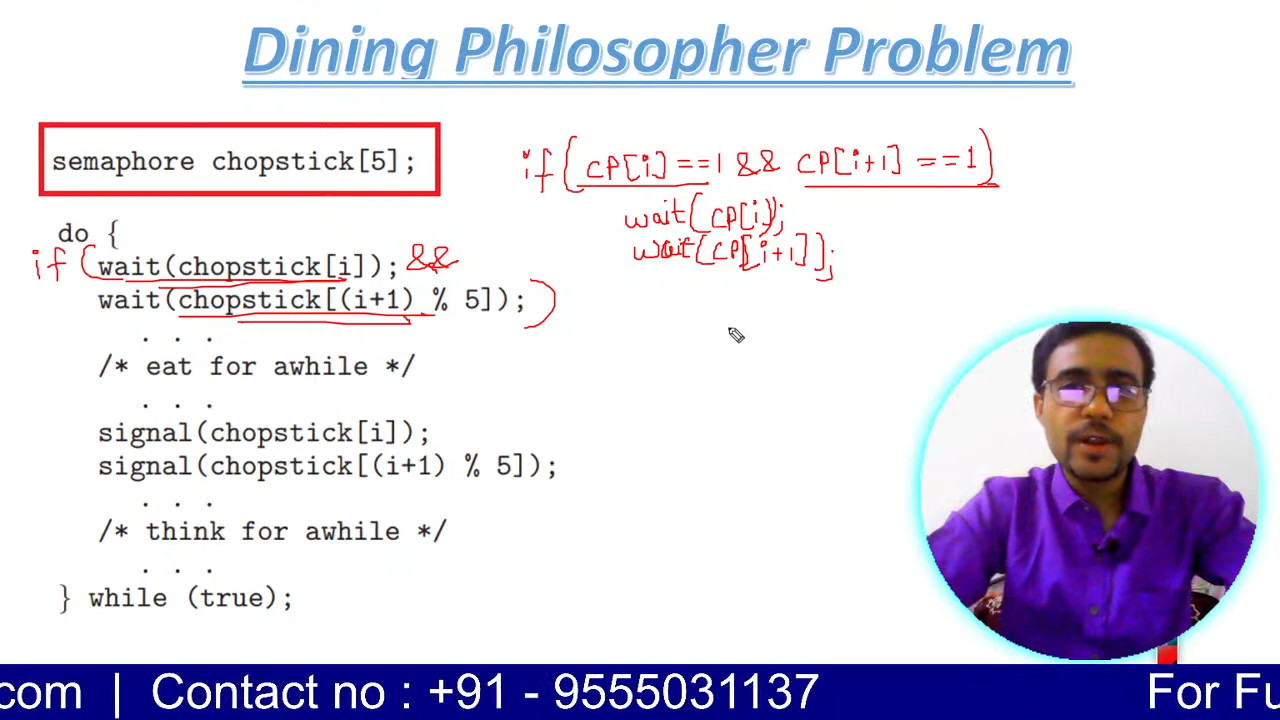 Dining Philosopher Problem
semaphore chopstick[5];
if (CP[i] ==1 && CP[i+1] ==1)
wait(CP[i]);
wait(CP[i+1]);
do {
if (wait(chopstick[i]); &&
wait(chopstick[(i+1) % 5]); )
. . .
/* eat for awhile */
. . .
signal(chopstick[i]);
signal(chopstick[(i+1) % 5]);
. . .
/* think for awhile */
. . .
} while (true);
.com | Contact no : +91 - 9555031137 For Fu